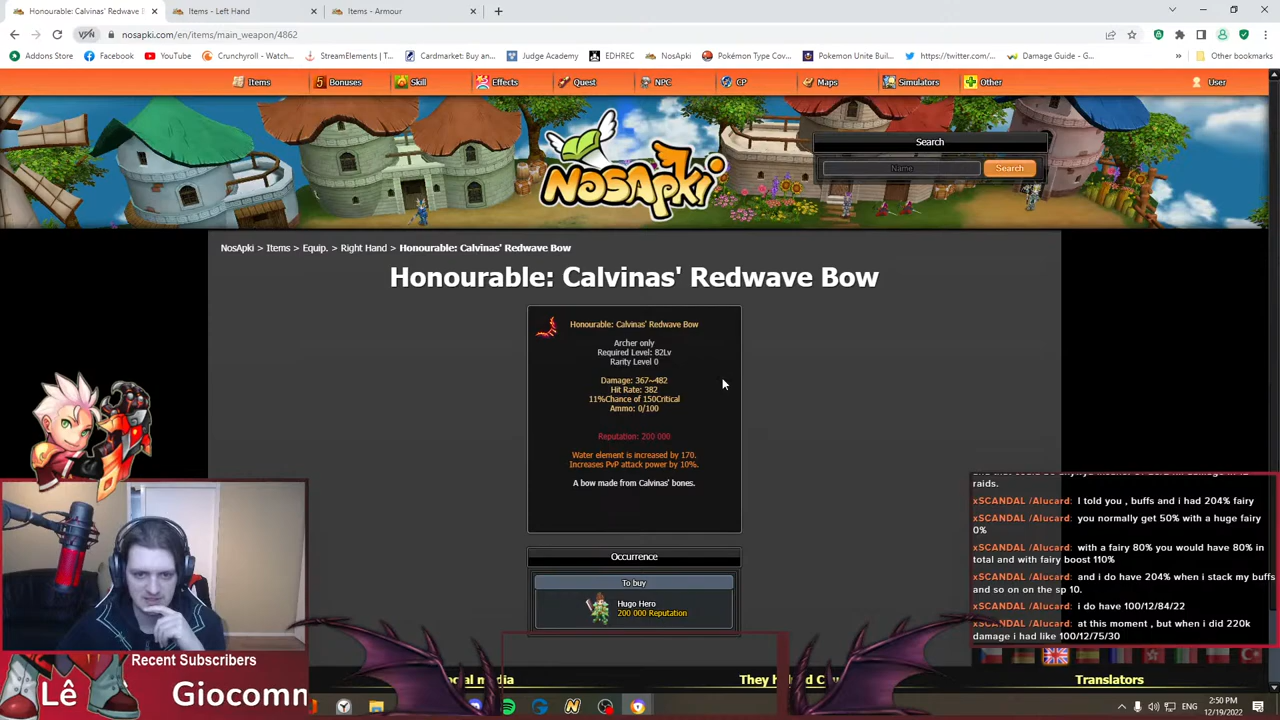 Honourable: Calvinas' Redwave B
Items - Left Hand
Items - Armour
VPN
nosapki.com/en/items/main_weapon/4862
Addons Store
Facebook
YouTube
Crunchyroll - Watch...
StreamElements | T...
Cardmarket: Buy an...
Judge Academy
EDHREC
NosApki
Pokémon Type Cov...
Pokemon Unite Buil...
https://twitter.com/...
Damage Guide - G...
Other bookmarks
Items
Bonuses
Skill
Effects
Quest
NPC
CP
Maps
Simulators
Other
User
NosApki
Search
Name
Search
NosApki > Items > Equip. > Right Hand > Honourable: Calvinas' Redwave Bow
Honourable: Calvinas' Redwave Bow
Honourable: Calvinas' Redwave Bow
Archer only
Required Level: 82Lv
Rarity Level 0
Damage: 367~482
Hit Rate: 382
11%Chance of 150Critical
Ammo: 0/100
Reputation: 200 000
Water element is increased by 170.
Increases PvP attack power by 10%.
A bow made from Calvinas' bones.
Occurrence
To buy
Hugo Hero
200 000 Reputation
raids.
xSCANDAL /Alucard: I told you , buffs and i had 204% fairy
xSCANDAL /Alucard: you normally get 50% with a huge fairy
0%
xSCANDAL /Alucard: with a fairy 80% you would have 80% in
total and with fairy boost 110%
xSCANDAL /Alucard: and i do have 204% when i stack my buffs
and so on on the sp 10.
xSCANDAL /Alucard: i do have 100/12/84/22
xSCANDAL /Alucard: at this moment , but when i did 220k
damage i had like 100/12/75/30
Recent Subscribers
Lê
Giocomn
ocial media
They h
Translators
ENG
2:50 PM
12/19/2022